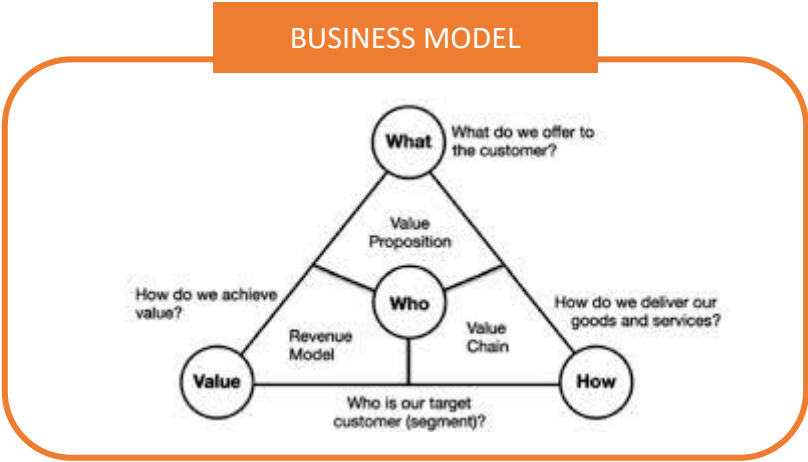 BUSINESS MODEL
What
What do we offer to
the customer?
Value
Proposition
How do we achieve
value?
Who
How do we deliver our
goods and services?
Revenue
Model
Value
Chain
Value
How
Who is our target
customer (segment)?